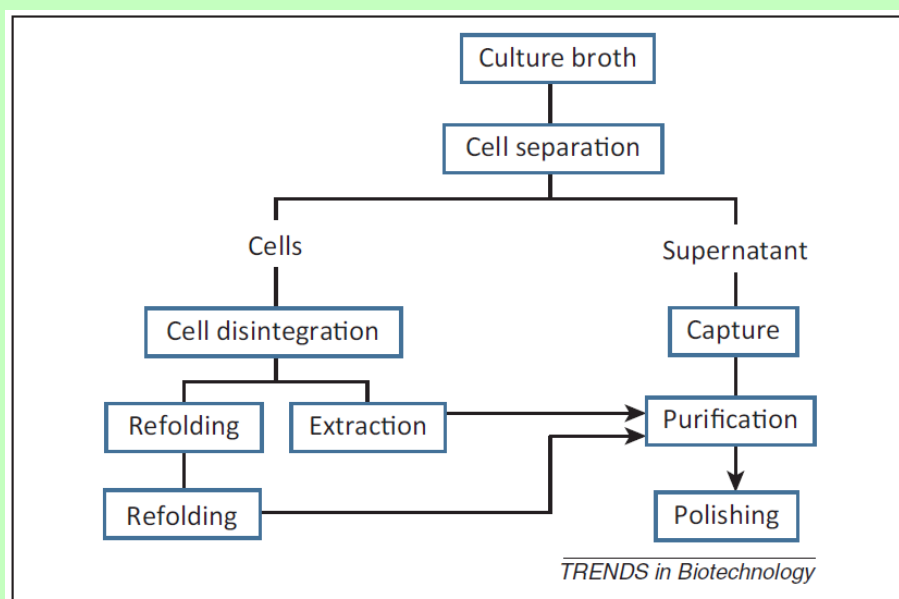 Culture broth
Cell separation
Cells
Supernatant
Cell disintegration
Capture
Refolding
Extraction
Purification
Refolding
Polishing
TRENDS in Biotechnology